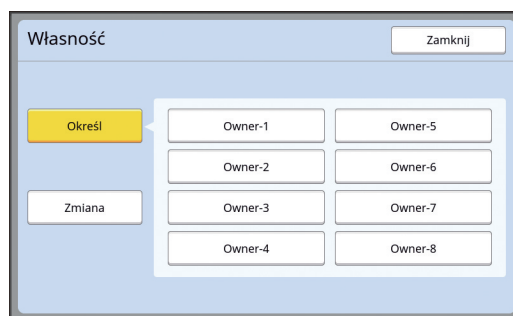 Własność
Zamknij
Określ
Owner-1
Owner-5
Owner-2
Owner-6
Zmiana
Owner-3
Owner-7
Owner-4
Owner-8